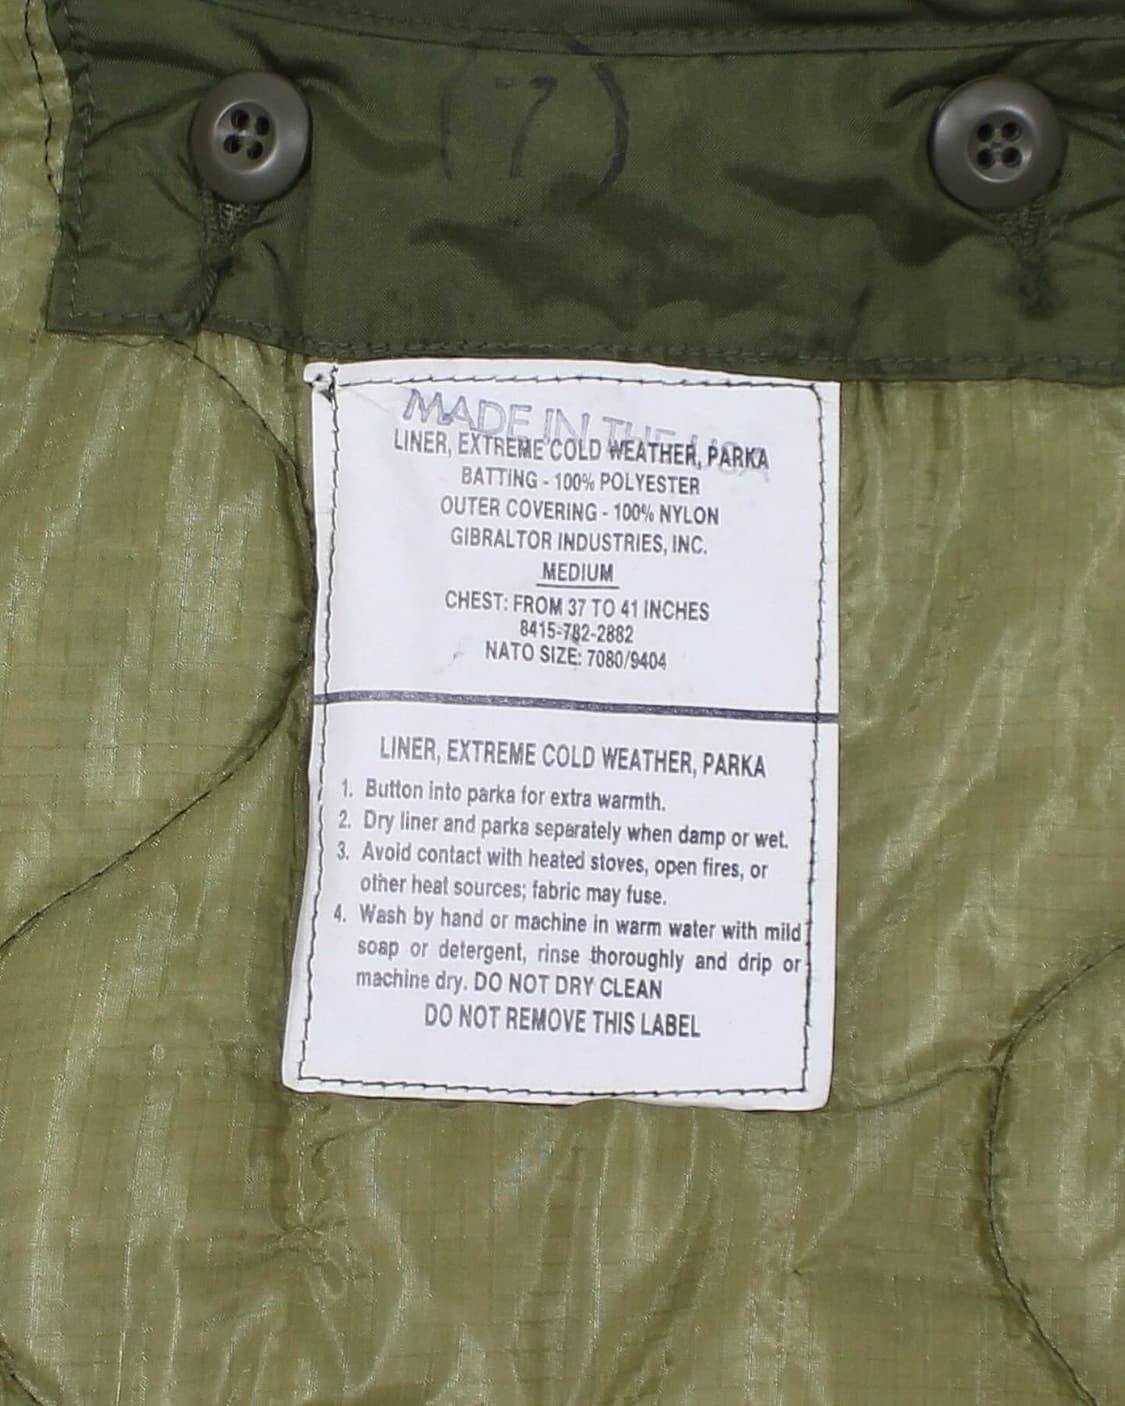 (7)
MADE IN THE USA
LINER, EXTREME COLD WEATHER, PARKA
BATTING - 100% POLYESTER
OUTER COVERING - 100% NYLON
GIBRALTOR INDUSTRIES, INC.
MEDIUM
CHEST: FROM 37 TO 41 INCHES
8415-782-2882
NATO SIZE: 7080/9404
LINER, EXTREME COLD WEATHER, PARKA
1. Button into parka for extra warmth.
2. Dry liner and parka separately when damp or wet.
3. Avoid contact with heated stoves, open fires, or
other heat sources; fabric may fuse.
4. Wash by hand or machine in warm water with mild
soap or detergent, rinse thoroughly and drip or
machine dry. DO NOT DRY CLEAN
DO NOT REMOVE THIS LABEL